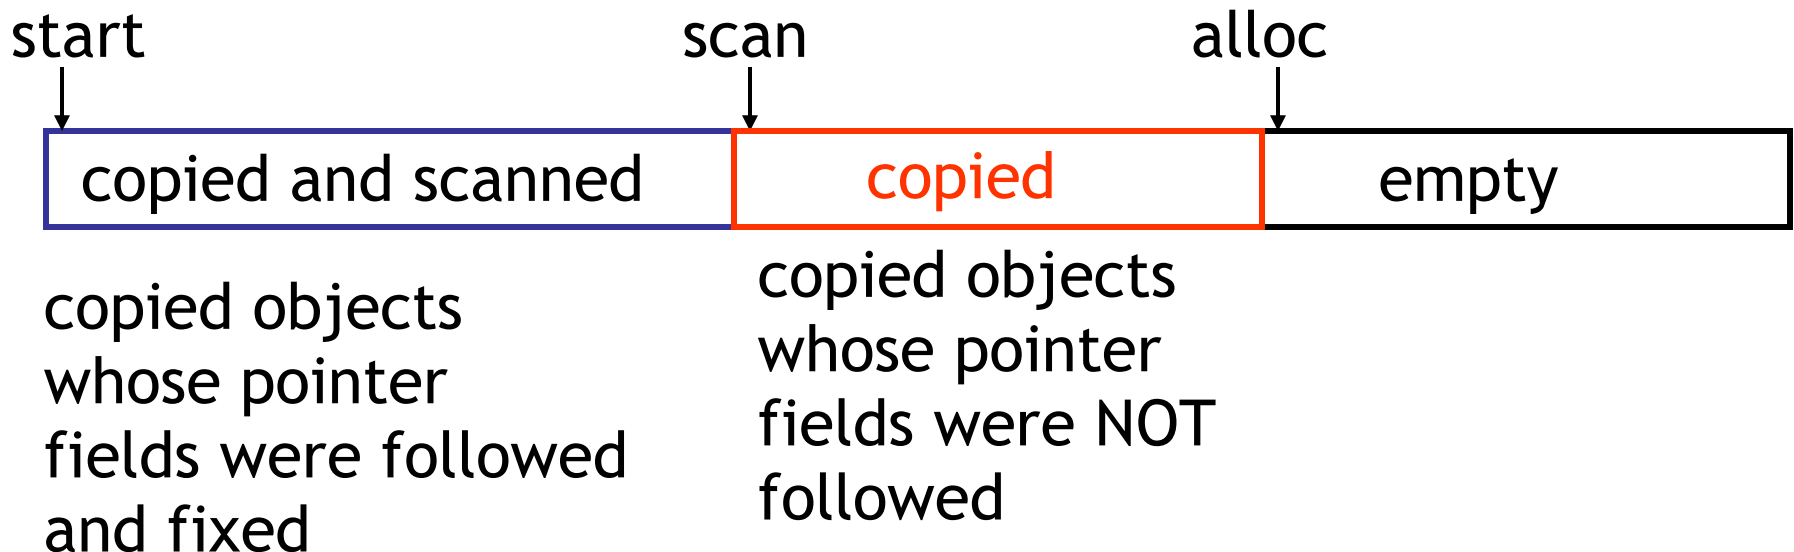 start scan alloc
copied and scanned copied empty
copied objects
whose pointer
fields were followed
and fixed
copied objects
whose pointer
fields were NOT
followed